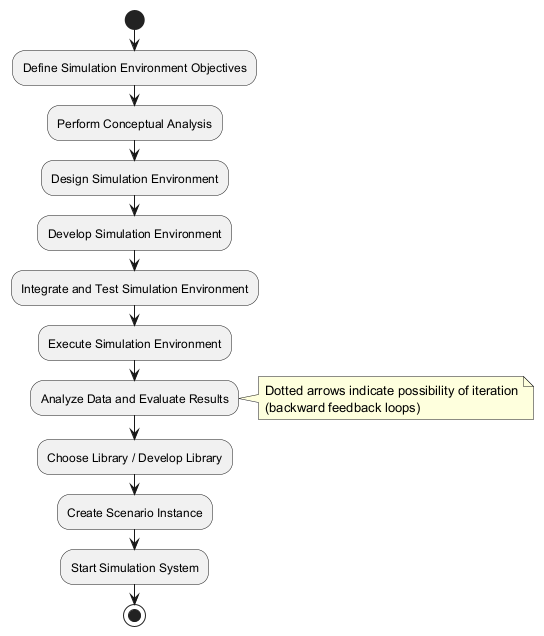 Define Simulation Environment Objectives
Perform Conceptual Analysis
Design Simulation Environment
Develop Simulation Environment
Integrate and Test Simulation Environment
Execute Simulation Environment
Analyze Data and Evaluate Results
Dotted arrows indicate possibility of iteration
(backward feedback loops)
Choose Library / Develop Library
Create Scenario Instance
Start Simulation System